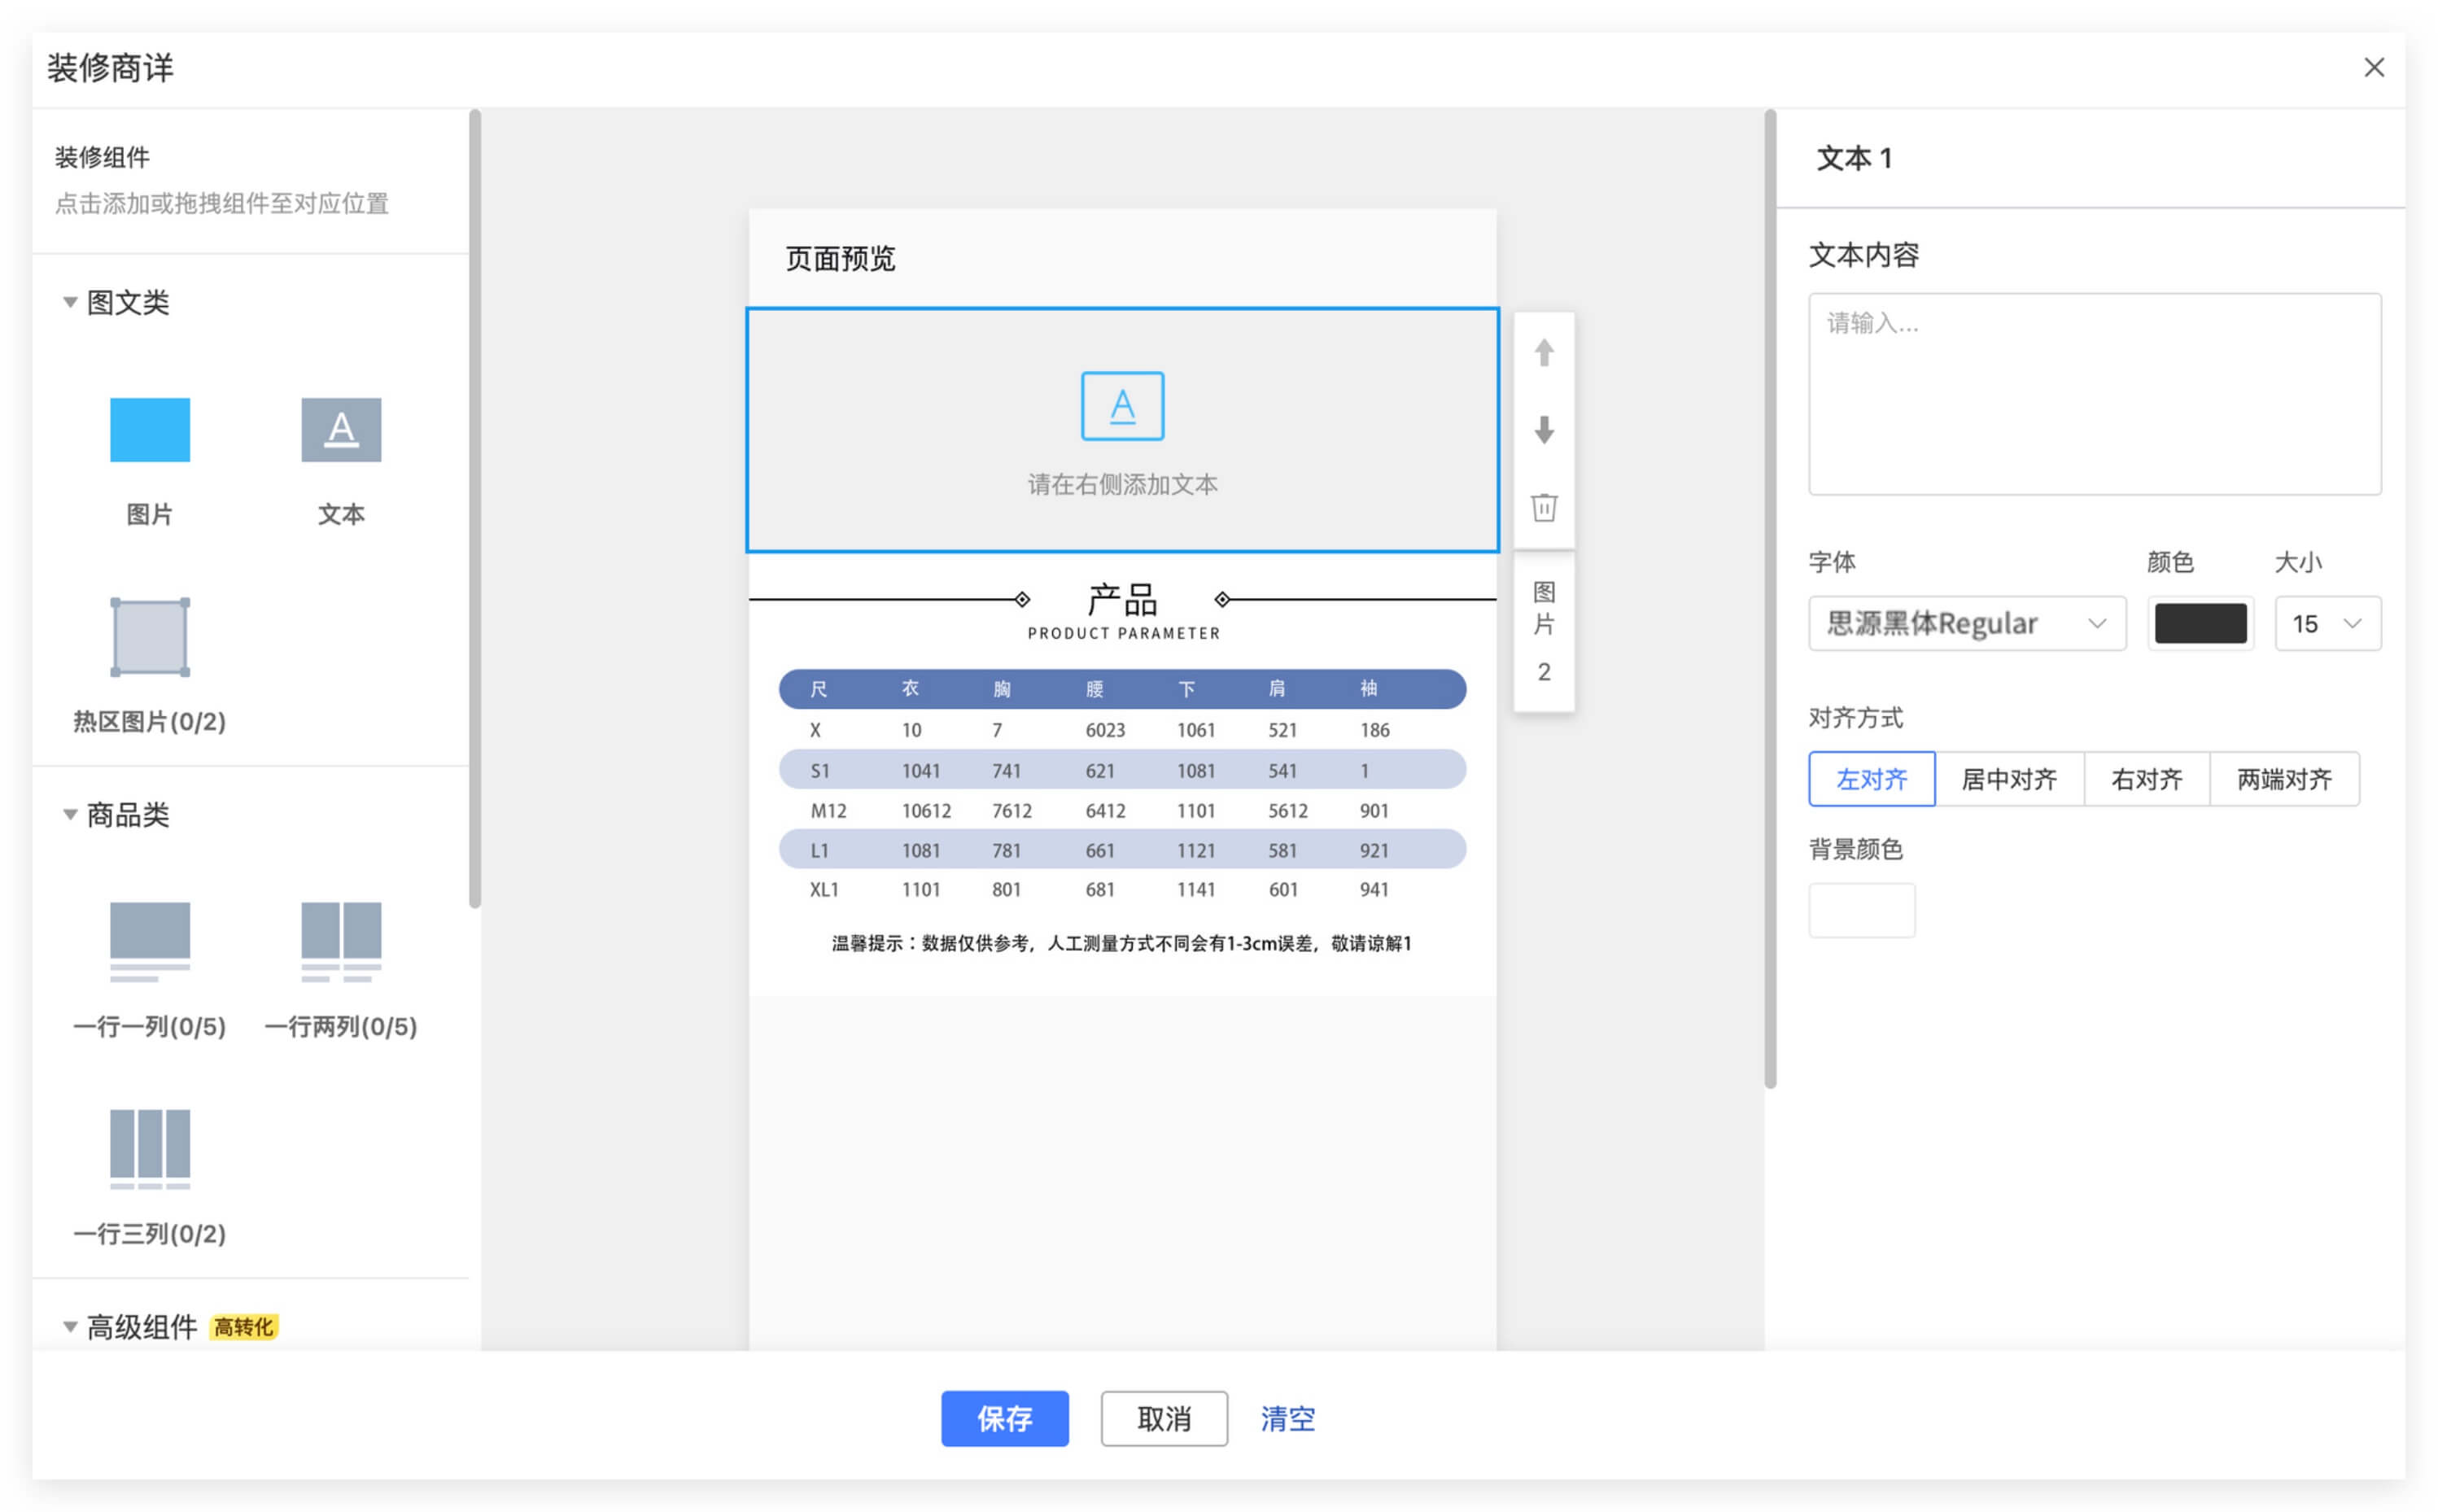 装修商详
装修组件
点击添加或拖拽组件至对应位置
图文类
图片
文本
热区图片(0/2)
商品类
一行一列(0/5)
一行两列(0/5)
一行三列(0/2)
高级组件 高转化
页面预览
A
请在右侧添加文本
产品
PRODUCT PARAMETER
尺 衣 胸 腰 下 肩 袖
X 10 7 6023 1061 521 186
S1 1041 741 621 1081 541 1
M12 10612 7612 6412 1101 5612 901
L1 1081 781 661 1121 581 921
XL1 1101 801 681 1141 601 941
温馨提示：数据仅供参考，人工测量方式不同会有1-3cm误差，敬请谅解1
图
片
2
文本 1
文本内容
请输入...
字体 颜色 大小
思源黑体Regular 15
对齐方式
左对齐 居中对齐 右对齐 两端对齐
背景颜色
保存 取消 清空